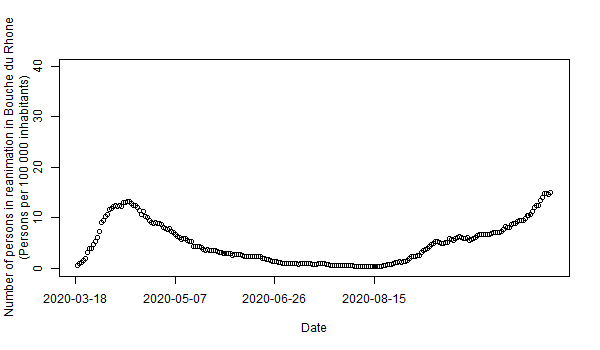 Number of persons in reanimation in Bouche du Rhone
(Persons per 100 000 inhabitants)
40
30
20
10
0
2020-03-18 2020-05-07 2020-06-26 2020-08-15
Date